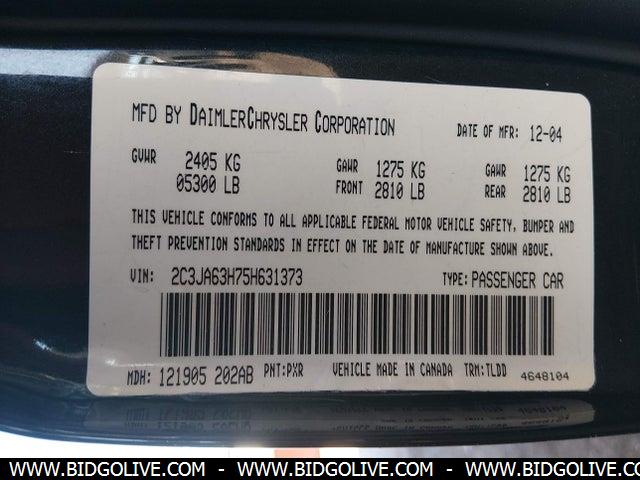 MFD BY DAIMLERCHRYSLER CORPORATION DATE OF MFR: 12-04
GVWR 2405 KG GAWR 1275 KG GAWR 1275 KG
05300 LB FRONT 2810 LB REAR 2810 LB
THIS VEHICLE CONFORMS TO ALL APPLICABLE FEDERAL MOTOR VEHICLE SAFETY, BUMPER AND
THEFT PREVENTION STANDARDS IN EFFECT ON THE DATE OF MANUFACTURE SHOWN ABOVE.
VIN: 2C3JA63H75H631373 TYPE: PASSENGER CAR
MDH: 121905 202AB PNT:PXR VEHICLE MADE IN CANADA TRM:TLDD 4648104
WWW.BIDGOLIVE.COM - WWW.BIDGOLIVE.COM - WWW.BIDGOLIVE.COM